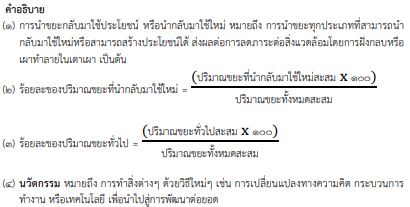 คำอธิบาย
(๑) การนำขยะกลับมาใช้ประโยชน์ หรือนำกลับมาใช้ใหม่ หมายถึง การนำขยะทุกประเภทที่สามารถนำ
กลับมาใช้ใหม่หรือสามารถสร้างประโยชน์ได้ ส่งผลต่อการลดภาระต่อสิ่งแวดล้อมโดยการฝังกลบหรือ
เผาทำลายในเตาเผา เป็นต้น
(๒) ร้อยละของปริมาณขยะที่นำกลับมาใช้ใหม่ = (ปริมาณขยะที่นำกลับมาใช้ใหม่สะสม X ๑๐๐)
ปริมาณขยะทั้งหมดสะสม
(๓) ร้อยละของปริมาณขยะทั่วไป = (ปริมาณขยะทั่วไปสะสม X ๑๐๐)
ปริมาณขยะทั้งหมดสะสม
(๔) นวัตกรรม หมายถึง การทำสิ่งต่างๆ ด้วยวิธีใหม่ๆ เช่น การเปลี่ยนแปลงทางความคิด กระบวนการ
ทำงาน หรือเทคโนโลยี เพื่อนำไปสู่การพัฒนาต่อยอด